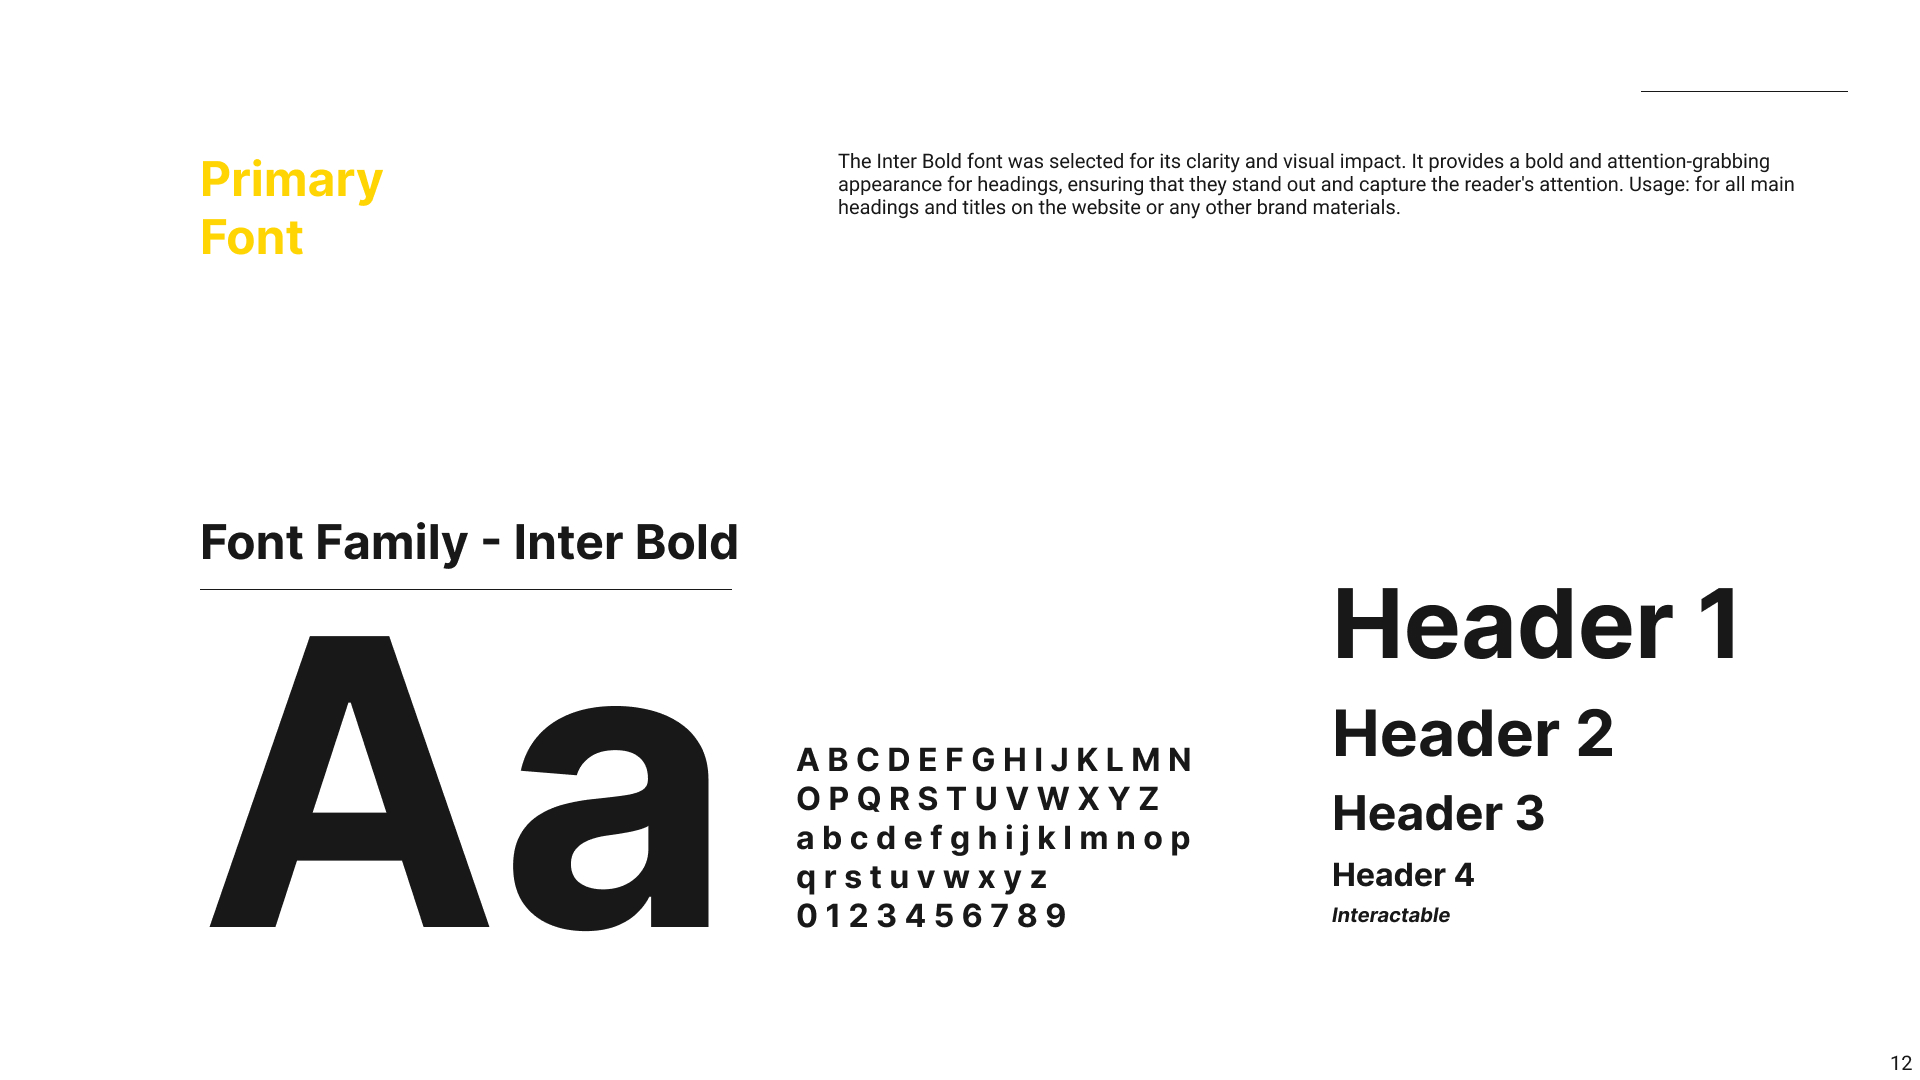 Primary
Font
The Inter Bold font was selected for its clarity and visual impact. It provides a bold and attention-grabbing
appearance for headings, ensuring that they stand out and capture the reader's attention. Usage: for all main
headings and titles on the website or any other brand materials.
Font Family - Inter Bold
Aa
A B C D E F G H I J K L M N
O P Q R S T U V W X Y Z
a b c d e f g h i j k l m n o p
q r s t u v w x y z
0 1 2 3 4 5 6 7 8 9
Header 1
Header 2
Header 3
Header 4
Interactable
12